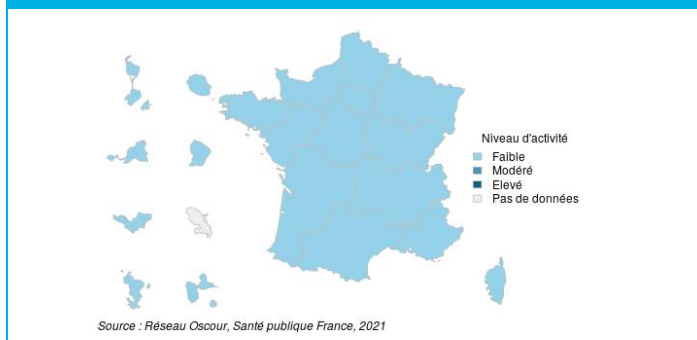 Niveau d'activité
Faible
Modéré
Elevé
Pas de données
Source : Réseau Oscour, Santé publique France, 2021